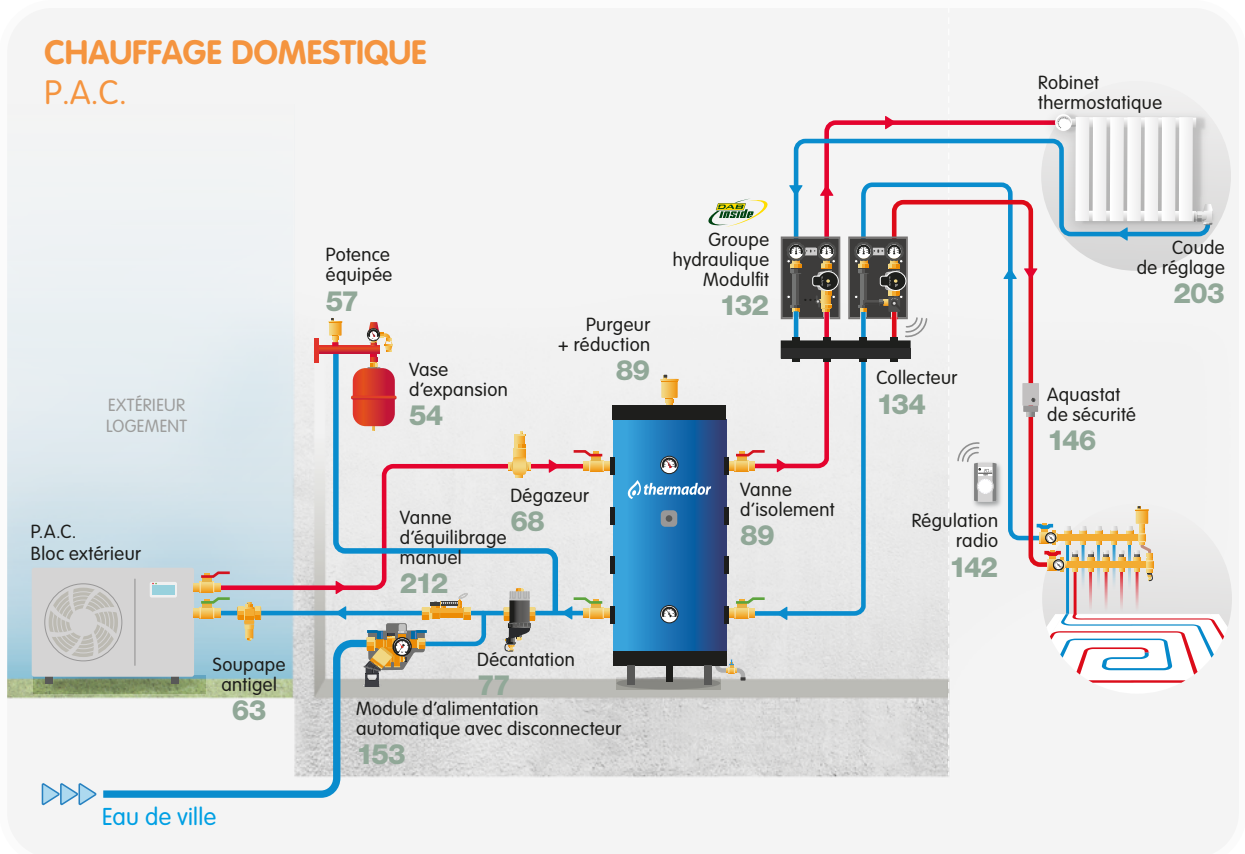 CHAUFFAGE DOMESTIQUE
P.A.C.
Robinet
thermostatique
DAB
inside
Groupe
hydraulique
Modulfit
132
Coude
de réglage
203
Potence
équipée
57
Purgeur
+ réduction
89
Vase
d'expansion
54
Collecteur
134
Aquastat
de sécurité
146
EXTÉRIEUR
LOGEMENT
thermador
Dégazeur
68
Vanne
d'isolement
89
Vanne
d'équilibrage
manuel
212
Régulation
radio
142
P.A.C.
Bloc extérieur
Soupape
antigel
63
Décantation
77
Module d'alimentation
automatique avec disconnecteur
153
Eau de ville